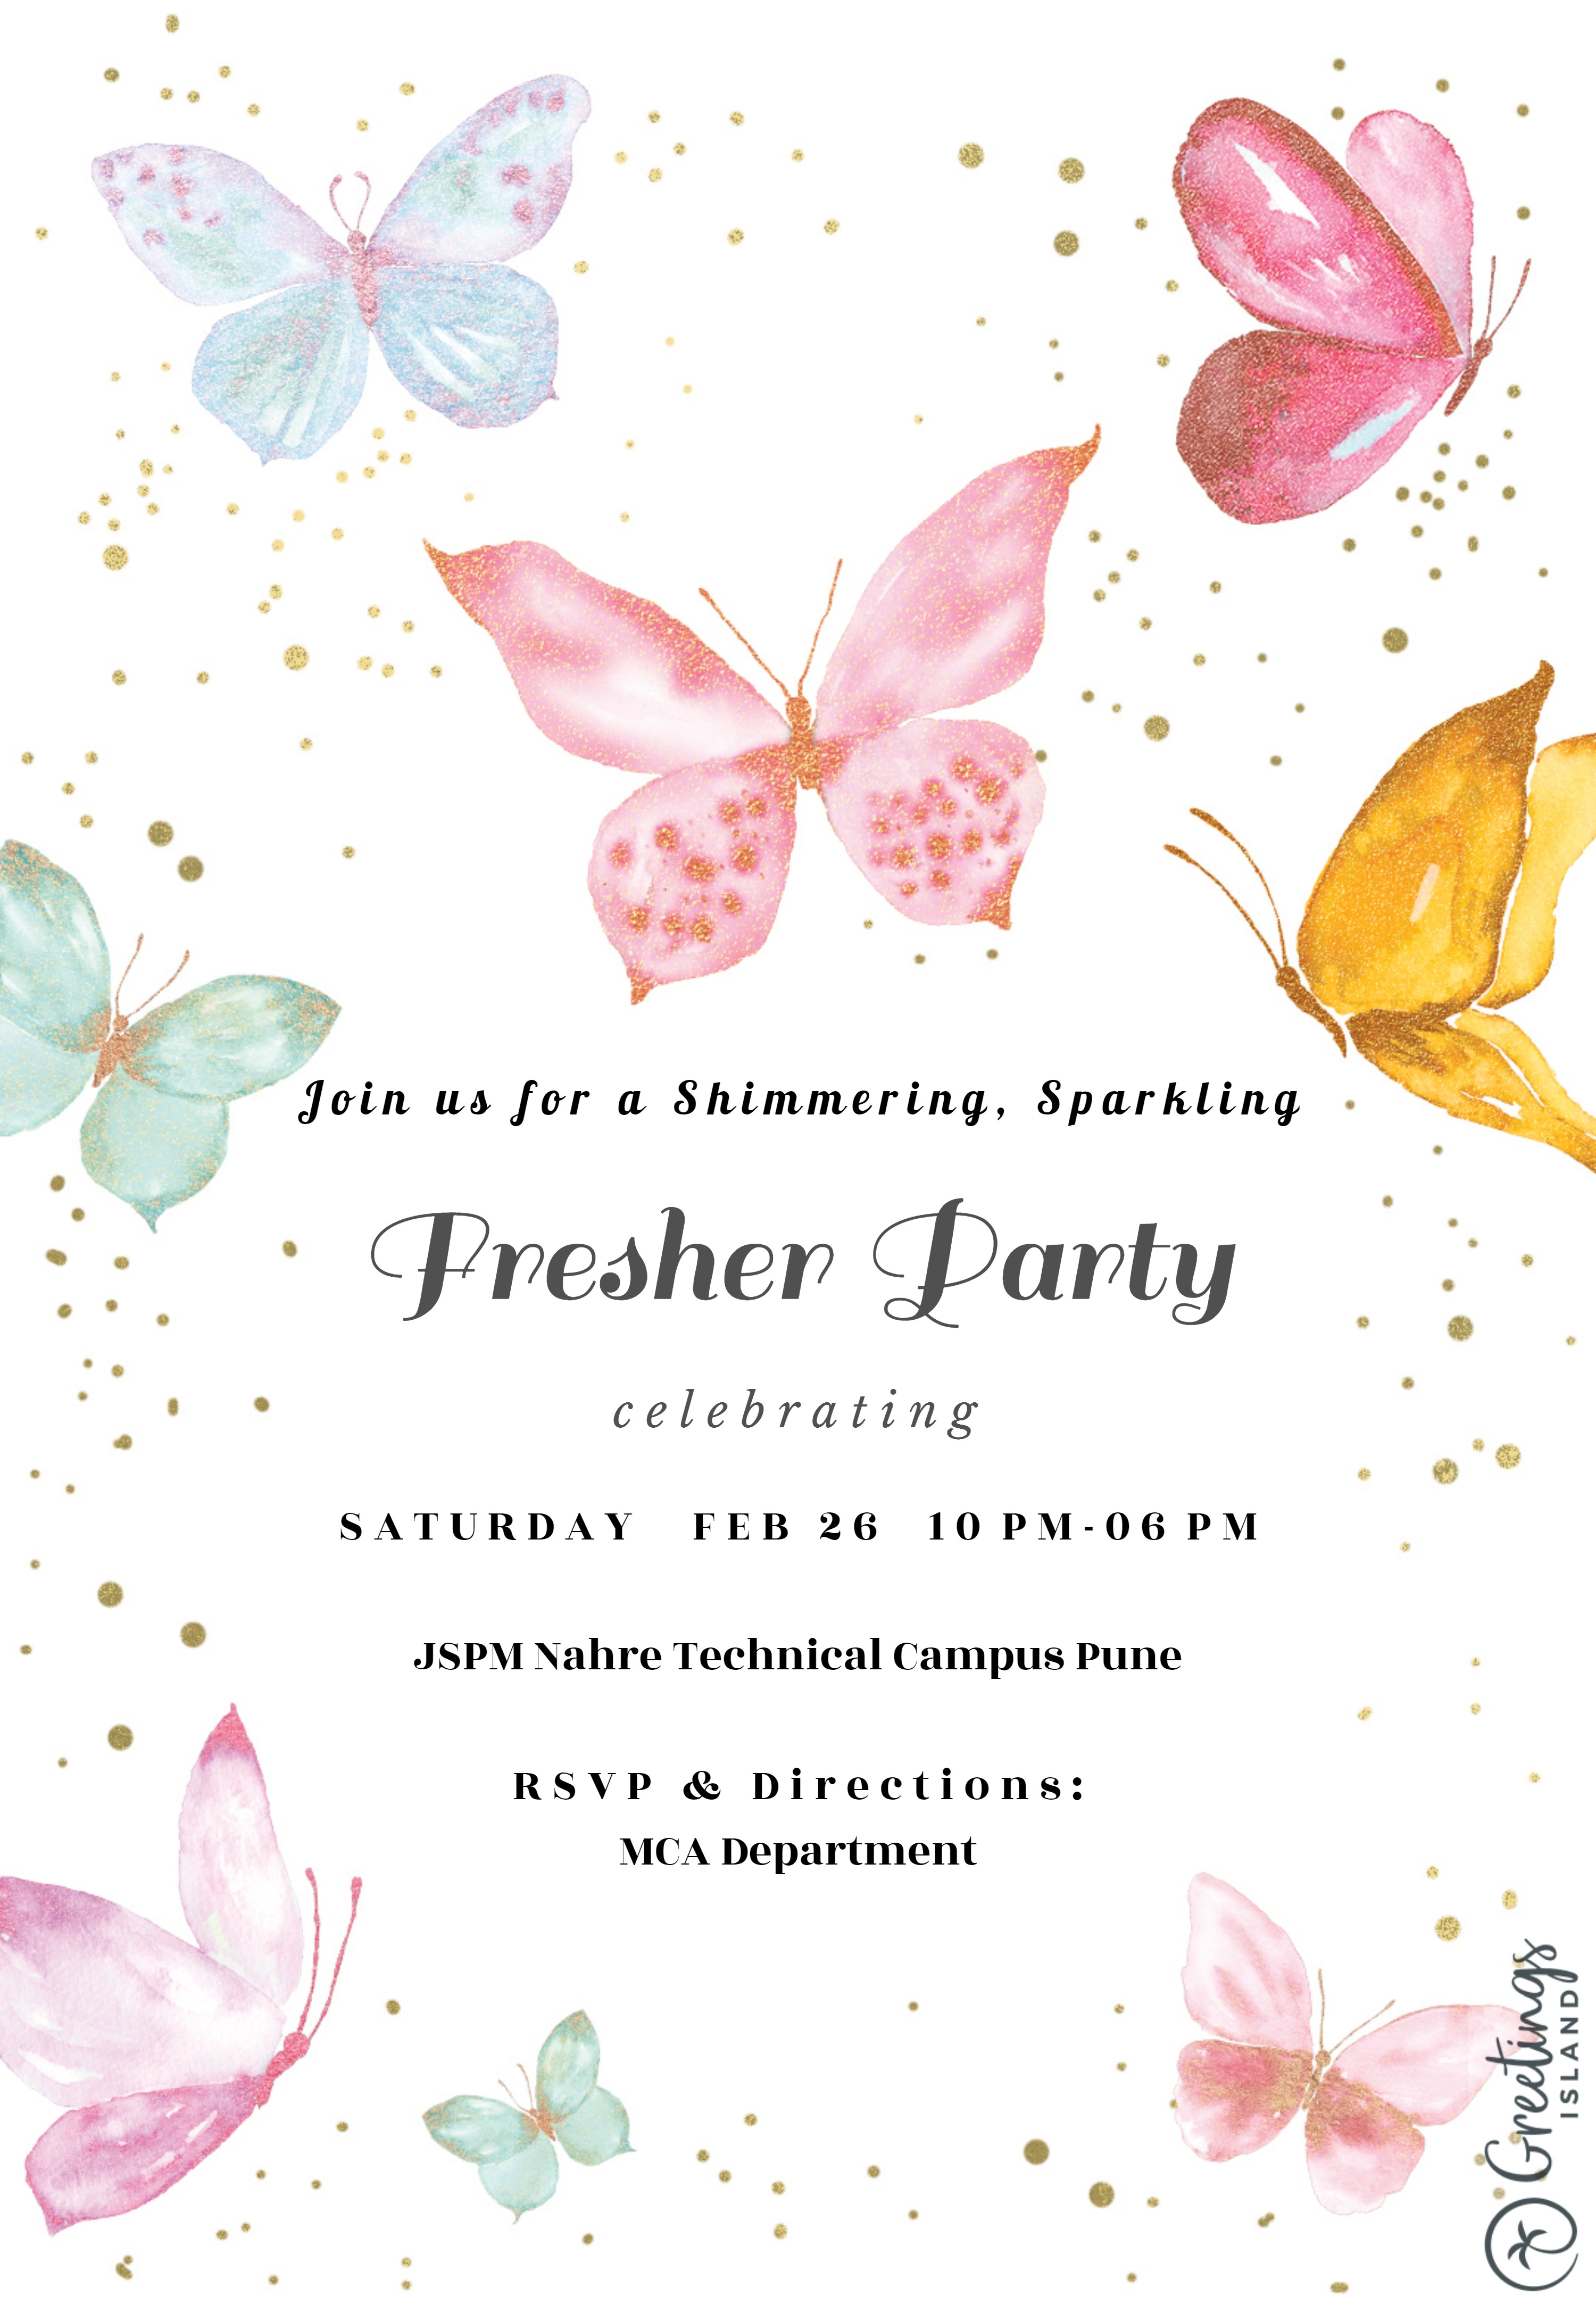 Join us for a Shimmering, Sparkling
Fresher Party
celebrating
SATURDAY FEB 26 10 PM-06 PM
JSPM Nahre Technical Campus Pune
RSVP & Directions:
MCA Department
Greetings
ISLAND